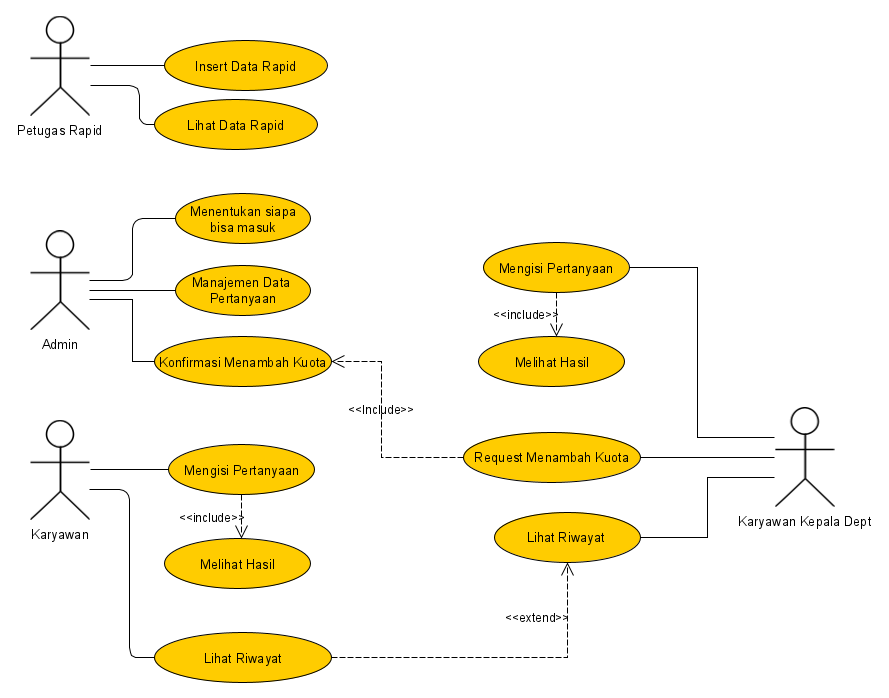 Insert Data Rapid
Lihat Data Rapid
Petugas Rapid
Menentukan siapa
bisa masuk
Manajemen Data
Pertanyaan
Konfirmasi Menambah Kuota
Admin
Mengisi Pertanyaan
<<include>>
Melihat Hasil
<<Include>>
Request Menambah Kuota
Lihat Riwayat
Karyawan Kepala Dept
Mengisi Pertanyaan
<<include>>
Melihat Hasil
Karyawan
Lihat Riwayat
<<extend>>